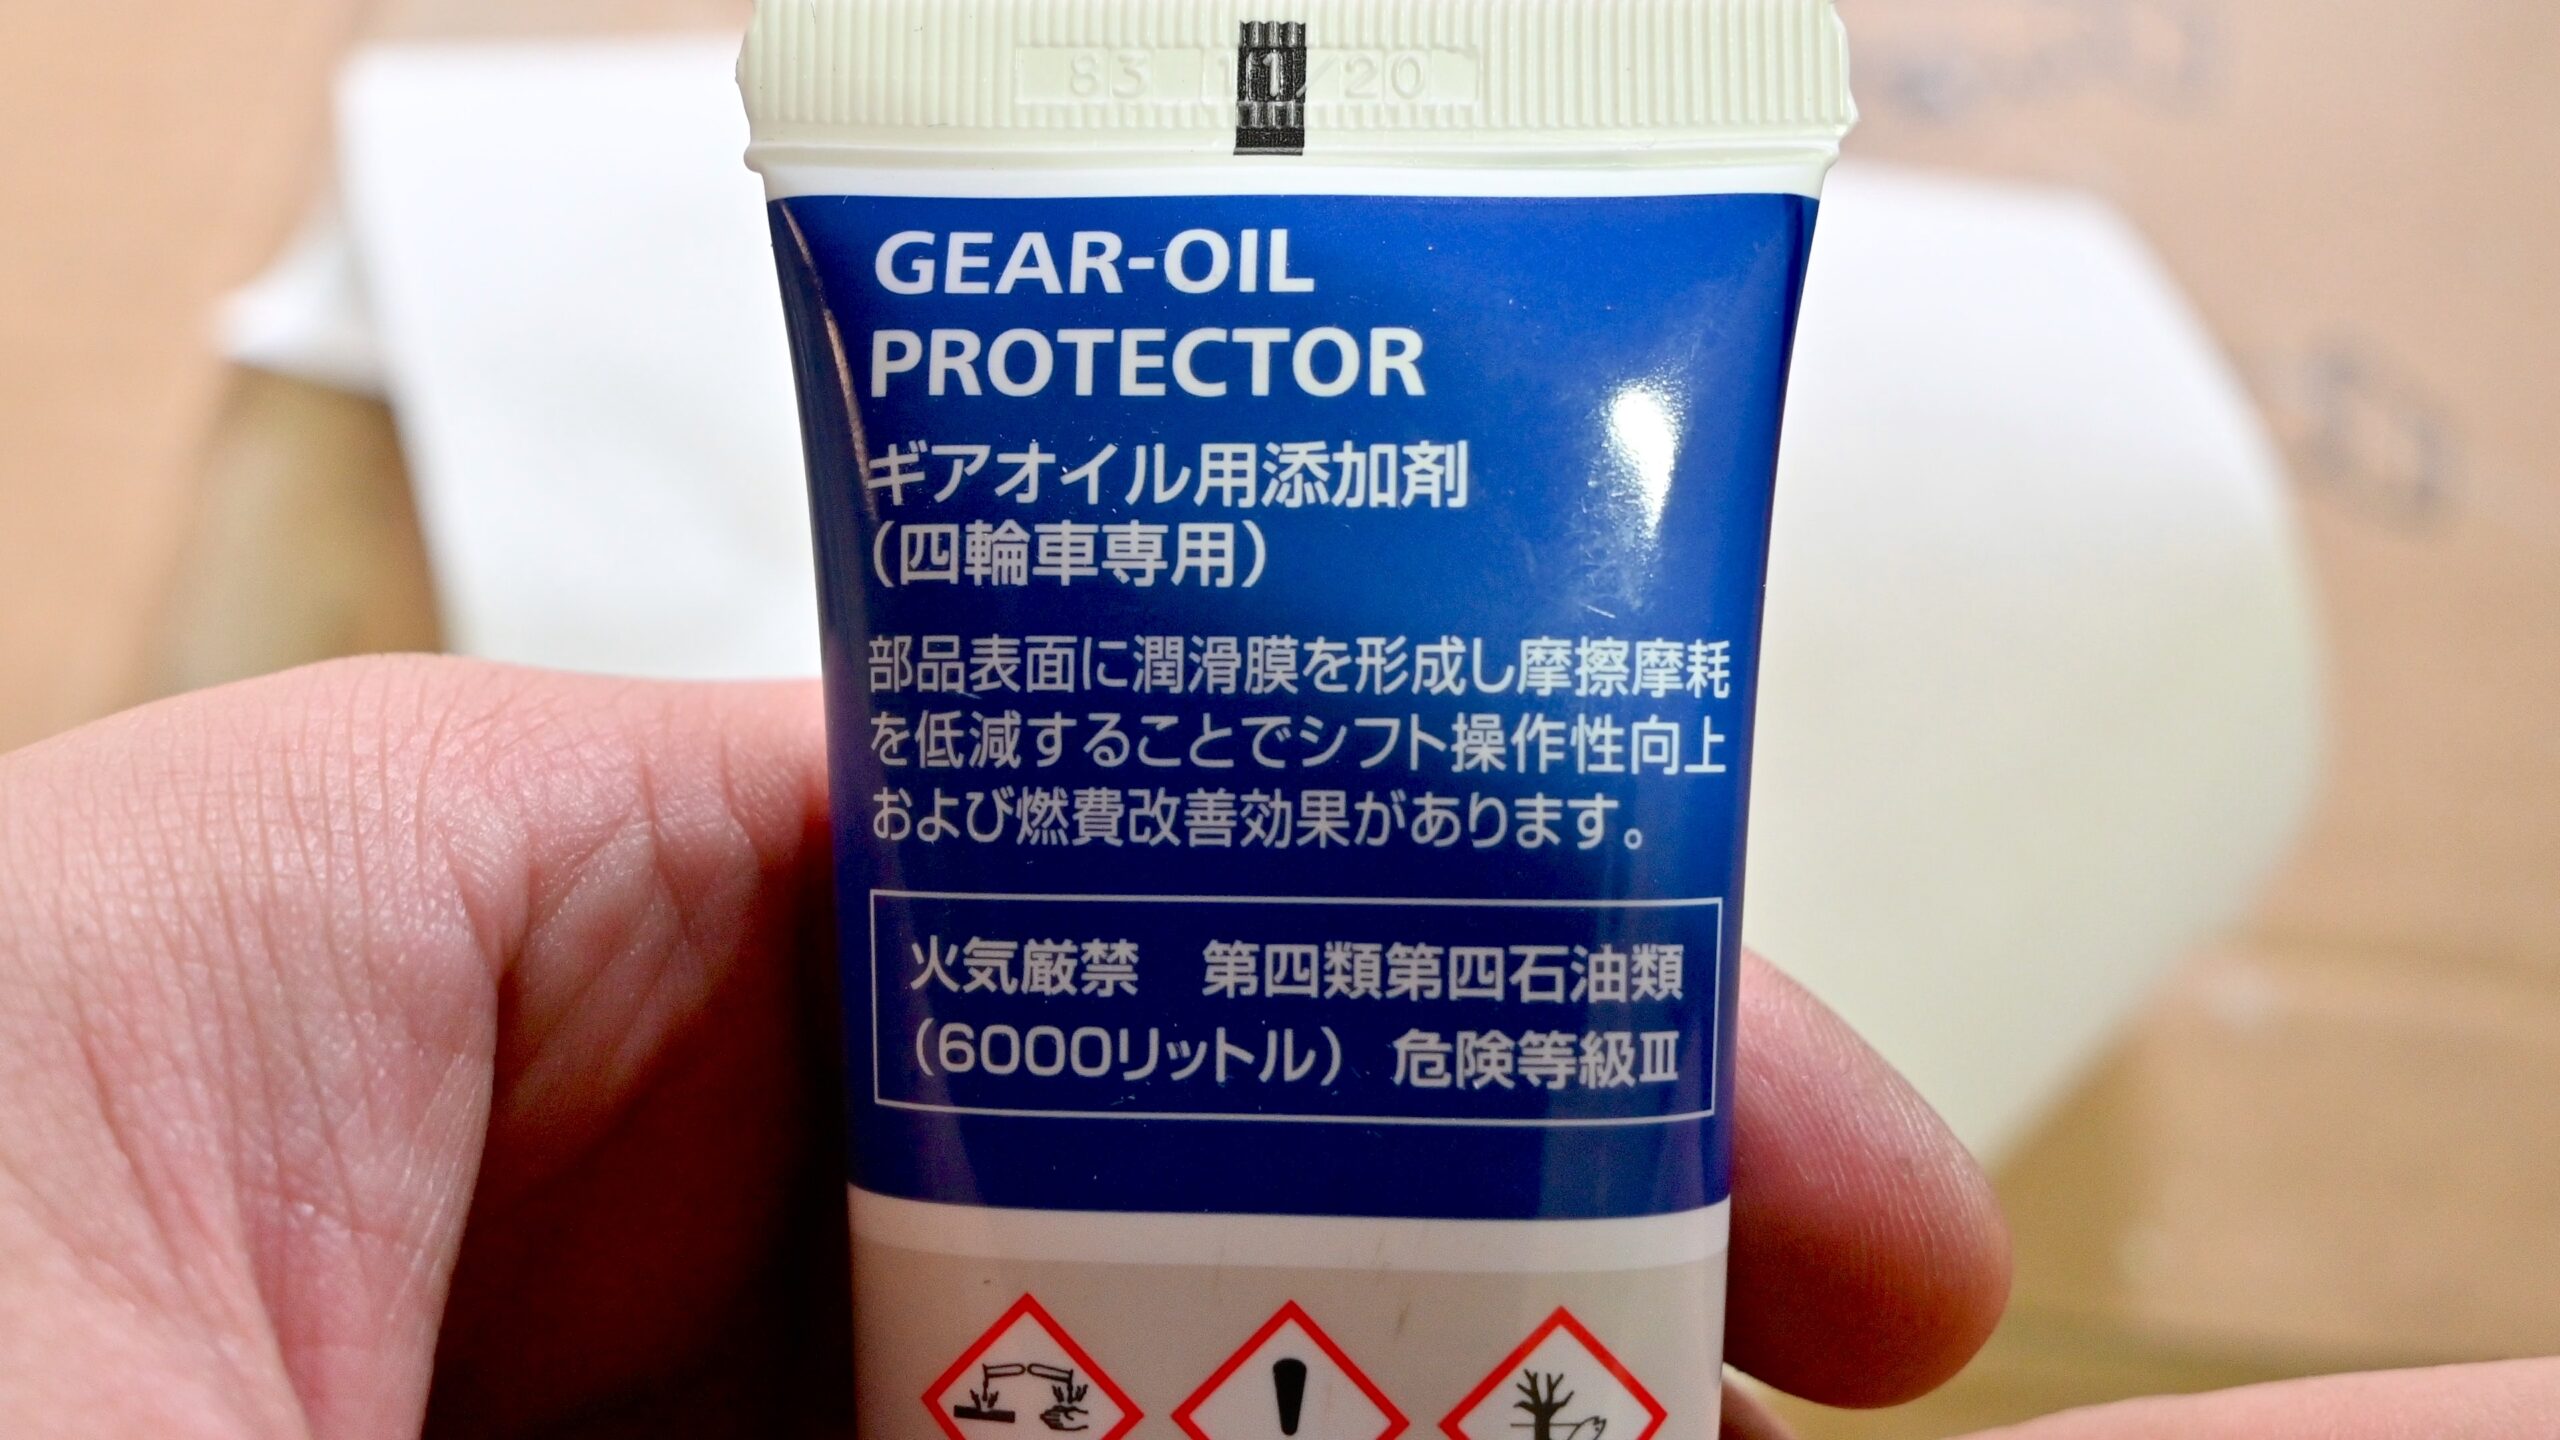 83 11/20
GEAR-OIL
PROTECTOR
ギアオイル用添加剤
（四輪車専用）
部品表面に潤滑膜を形成し摩擦摩耗
を低減することでシフト操作性向上
および燃費改善効果があります。
火気厳禁　第四類第四石油類
（6000リットル）　危険等級Ⅲ